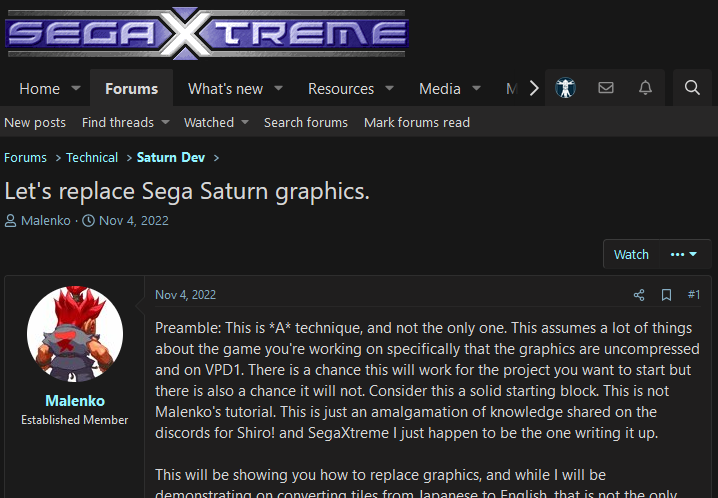 SEGAXTREME
Home Forums What's new Resources Media M
New posts Find threads Watched Search forums Mark forums read
Forums > Technical > Saturn Dev >
Let's replace Sega Saturn graphics.
Malenko · Nov 4, 2022
Watch
Nov 4, 2022 #1
Preamble: This is *A* technique, and not the only one. This assumes a lot of things
about the game you're working on specifically that the graphics are uncompressed
and on VPD1. There is a chance this will work for the project you want to start but
there is also a chance it will not. Consider this a solid starting block. This is not
Malenko's tutorial. This is just an amalgamation of knowledge shared on the
discords for Shiro! and SegaXtreme I just happen to be the one writing it up.
Malenko
Established Member
This will be showing you how to replace graphics, and while I will be
demonstrating on converting tiles from Japanese to English, that is not the only